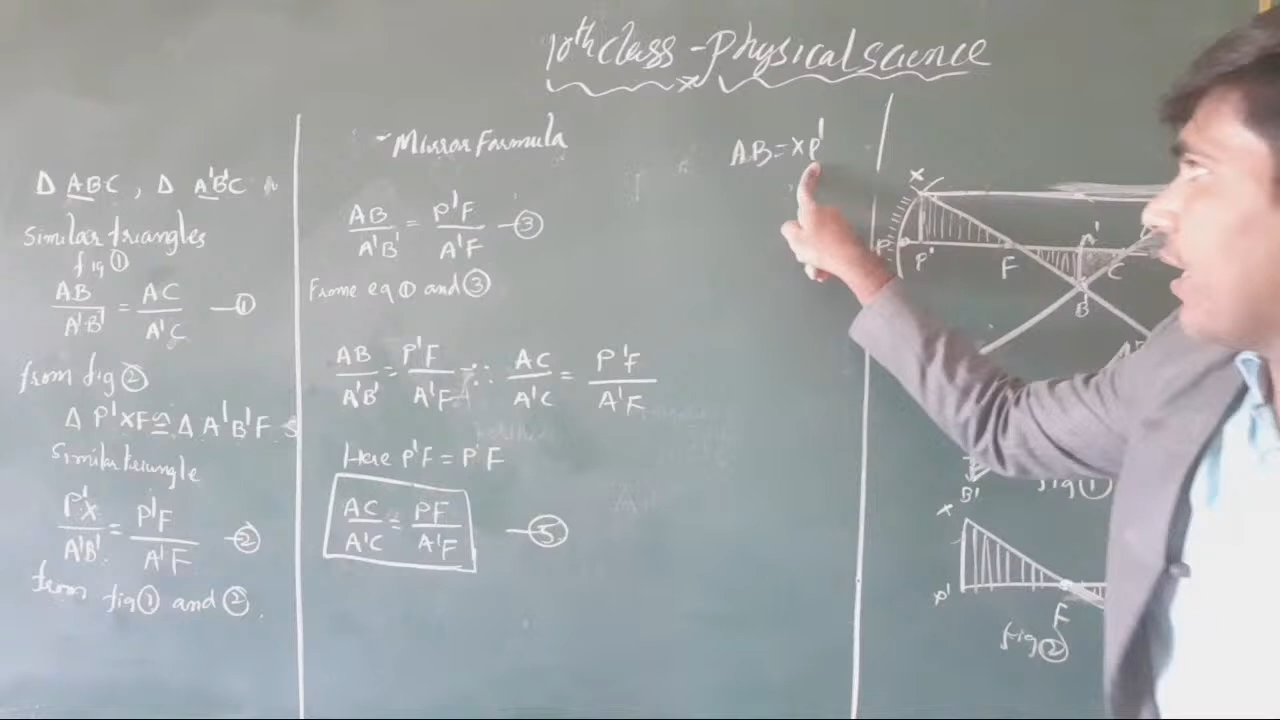 10th class - Physical science
Δ ABC, Δ A'B'C
Similar triangles
fig ①
AB/A'B' = AC/A'C — ①
from fig ②
Δ P'XF ≅ Δ A'B'F
Similar triangle
P'X/A'B' = P'F/A'F — ②
from fig ① and ②.
- Mirror Formula
AB/A'B' = P'F/A'F — ③
Frome eq ① and ③
AB/A'B' = P'F/A'F ∴ AC/A'C = P'F/A'F
Here P'F = P F
AC/A'C = PF/A'F — ⑤
AB = XP'
X
P
P'
F
C
B
B'
fig ①
X
P'
F
fig ②